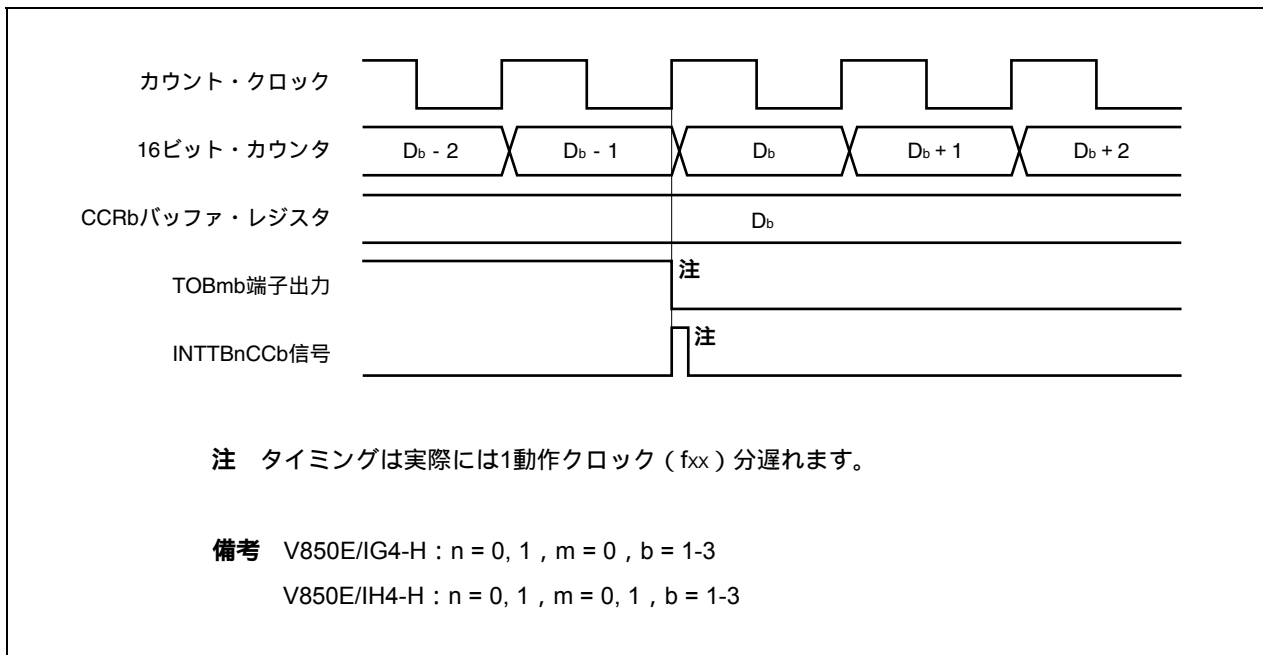 カウント・クロック
16ビット・カウンタ
Db - 2
Db - 1
Db
Db + 1
Db + 2
CCRbバッファ・レジスタ
Db
TOBmb端子出力
注
INTTBnCCb信号
注
注 タイミングは実際には1動作クロック（fxx）分遅れます。
備考 V850E/IG4-H：n = 0, 1，m = 0，b = 1-3
V850E/IH4-H：n = 0, 1，m = 0, 1，b = 1-3